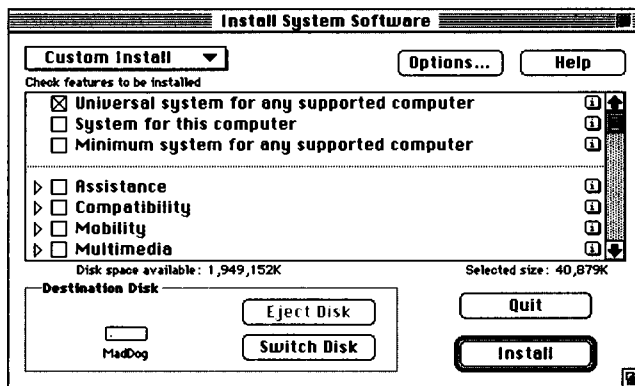 Install System Software
Custom Install
Options...
Help
Check features to be installed
Universal system for any supported computer
System for this computer
Minimum system for any supported computer
Assistance
Compatibility
Mobility
Multimedia
Disk space available: 1,949,152K
Selected size: 40,879K
Destination Disk
Eject Disk
Quit
MadDog
Switch Disk
Install